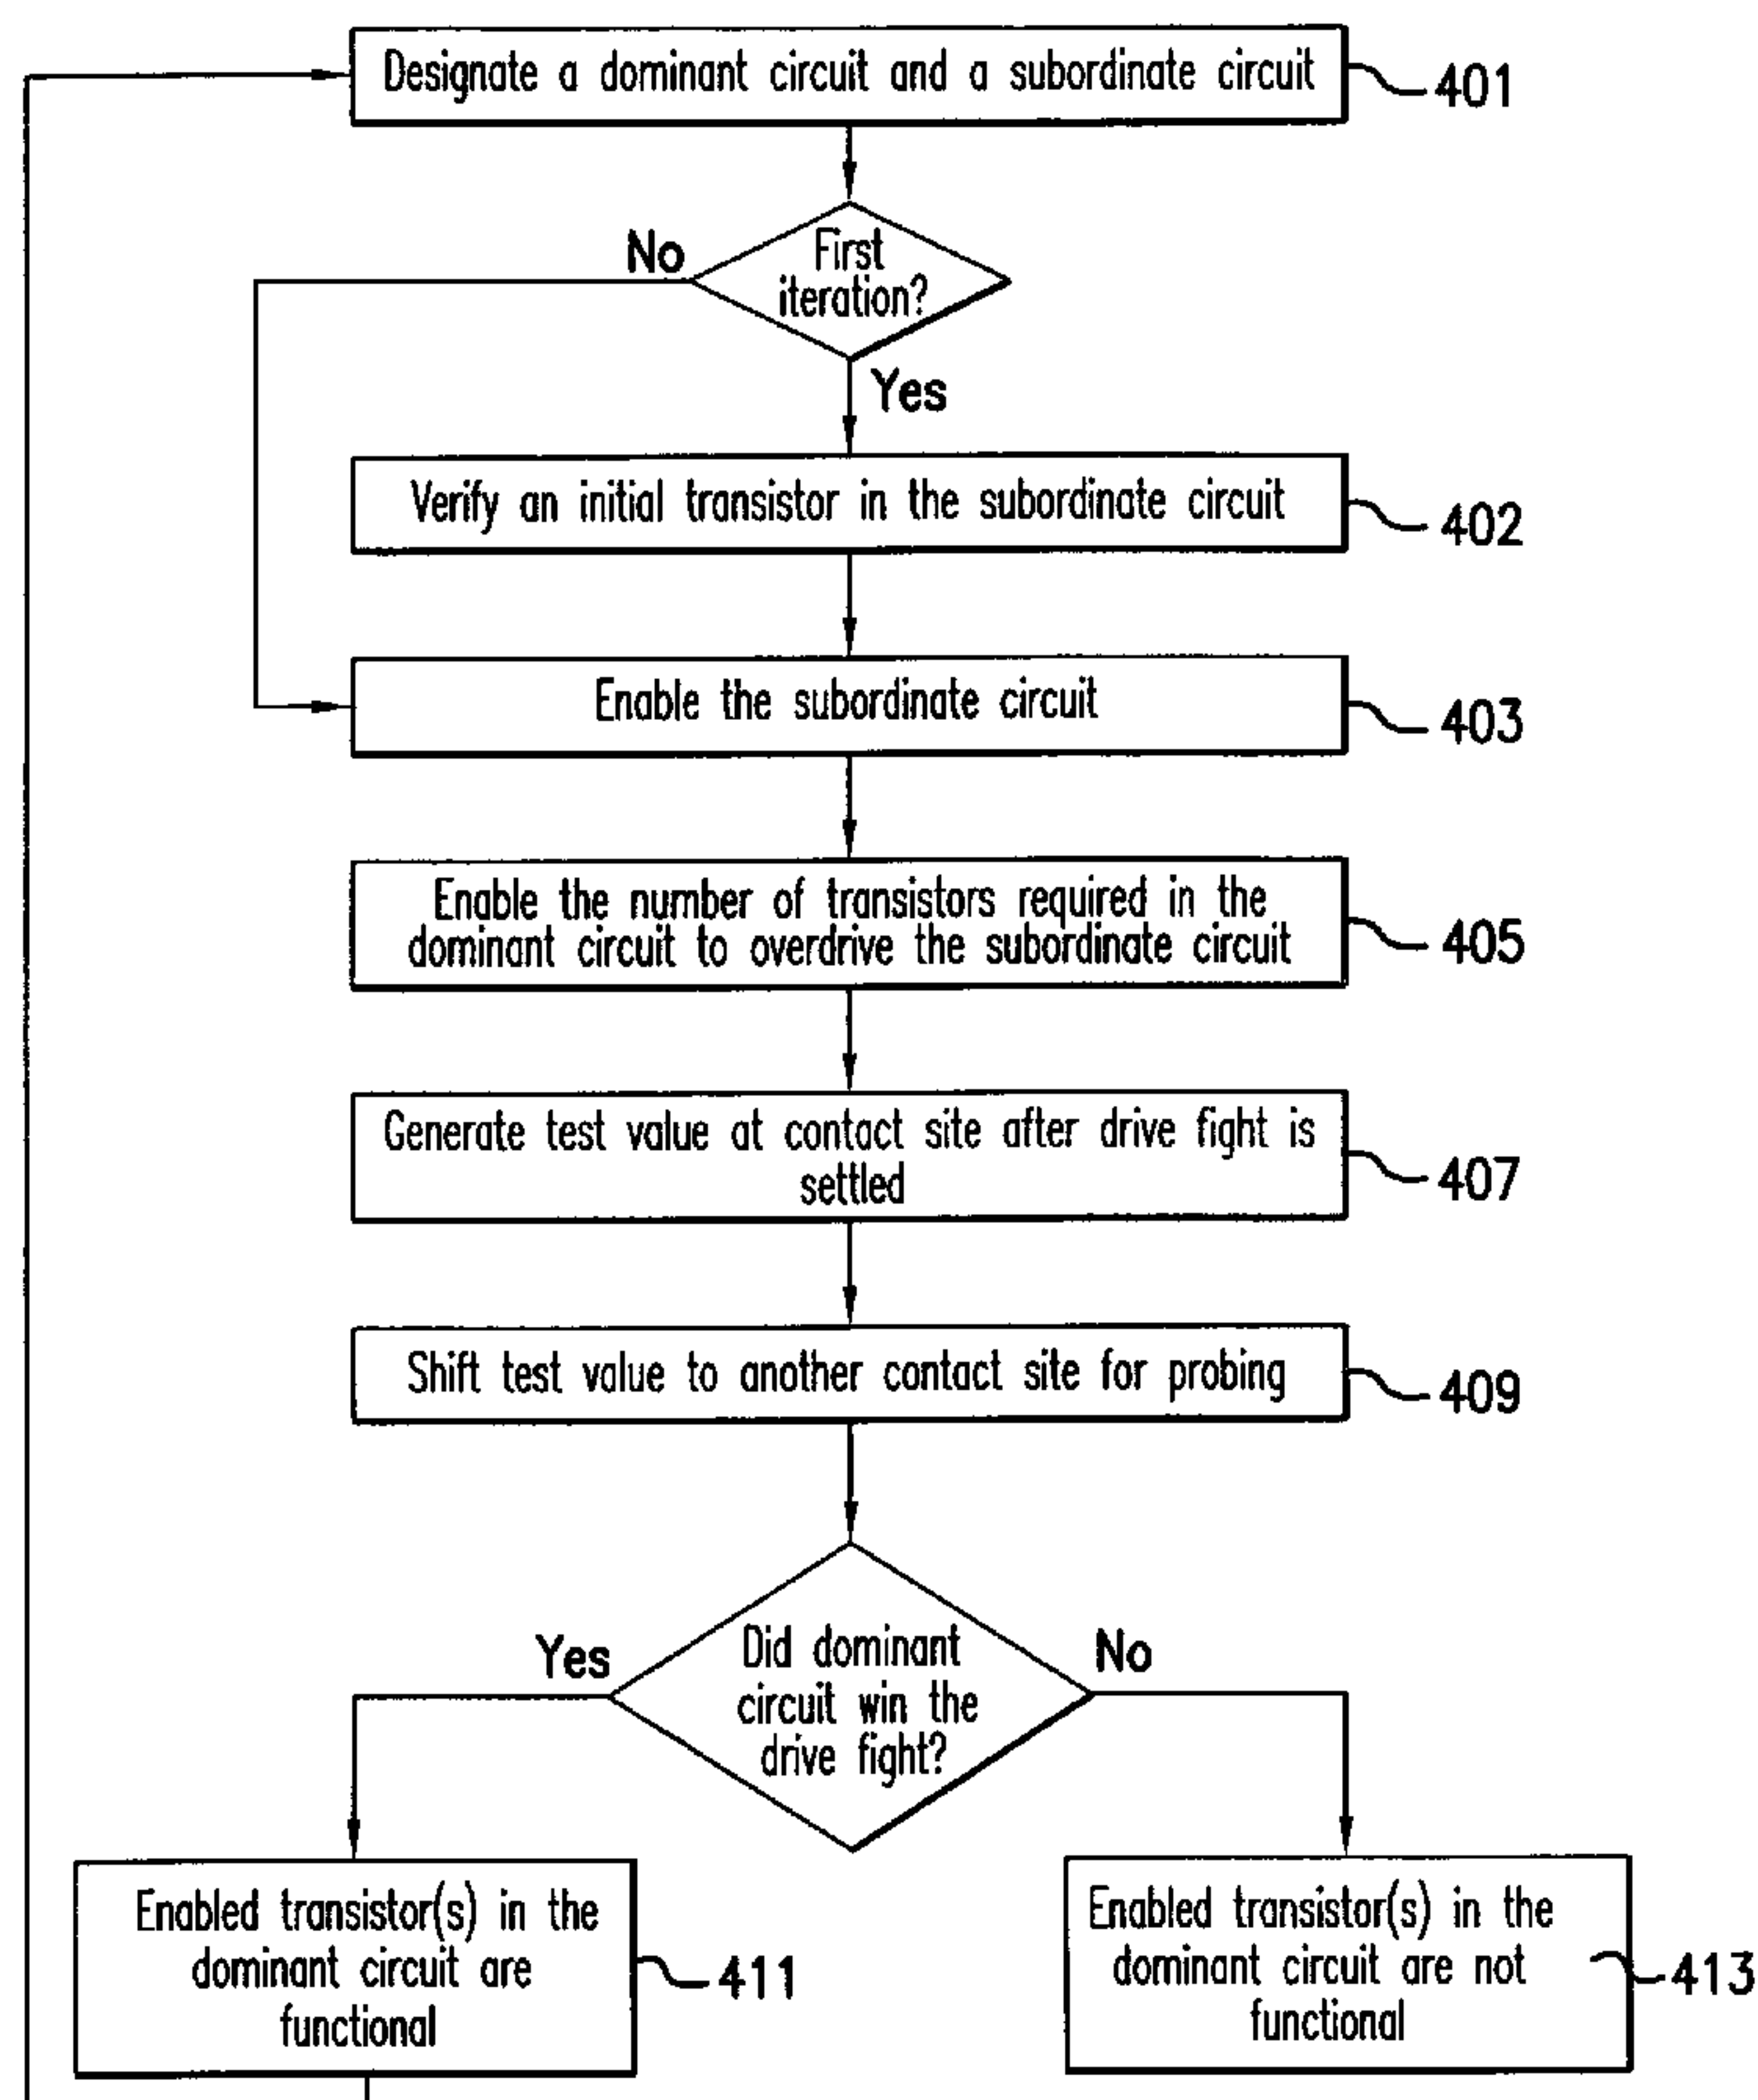 Designate a dominant circuit and a subordinate circuit
401
No
First
iteration?
Yes
Verify an initial transistor in the subordinate circuit
402
Enable the subordinate circuit
403
Enable the number of transistors required in the
dominant circuit to overdrive the subordinate circuit
405
Generate test value at contact site after drive fight is
settled
407
Shift test value to another contact site for probing
409
Yes
Did dominant
circuit win the
drive fight?
No
Enabled transistor(s) in the
dominant circuit are
functional
411
Enabled transistor(s) in the
dominant circuit are not
functional
413